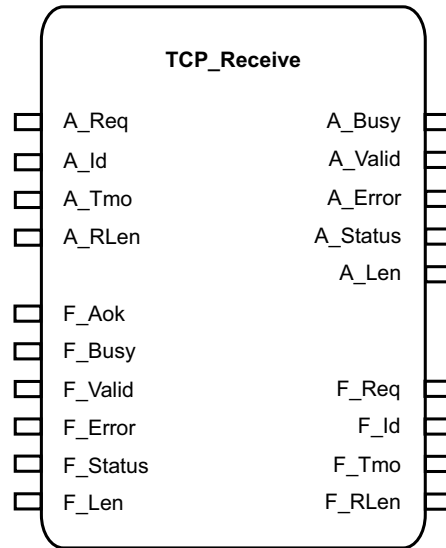 TCP_Receive
A_Req A_Busy
A_Id A_Valid
A_Tmo A_Error
A_RLen A_Status
A_Len
F_Aok
F_Busy
F_Valid F_Req
F_Error F_Id
F_Status F_Tmo
F_Len F_RLen